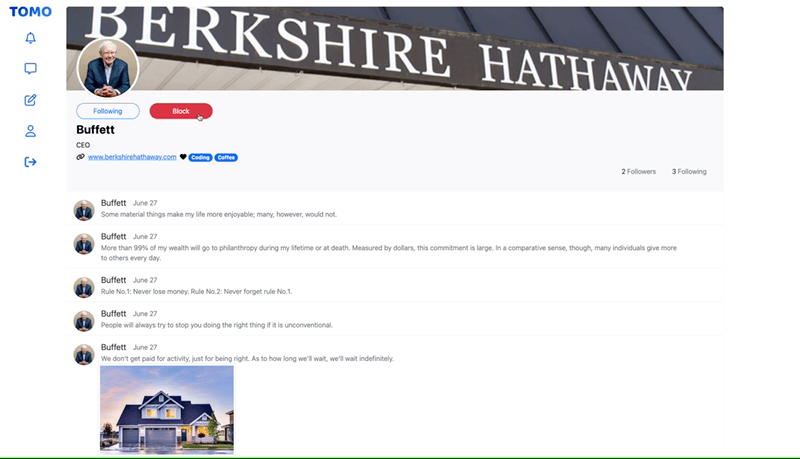 TOMO
BERKSHIRE HATHAWAY
Following
Block
Buffett
CEO
www.berkshirehathaway.com Coding Coffee
2 Followers 3 Following
Buffett June 27
Some material things make my life more enjoyable; many, however, would not.
Buffett June 27
More than 99% of my wealth will go to philanthropy during my lifetime or at death. Measured by dollars, this commitment is large. In a comparative sense, though, many individuals give more
to others every day.
Buffett June 27
Rule No.1: Never lose money. Rule No.2: Never forget rule No.1.
Buffett June 27
People will always try to stop you doing the right thing if it is unconventional.
Buffett June 27
We don't get paid for activity, just for being right. As to how long we'll wait, we'll wait indefinitely.